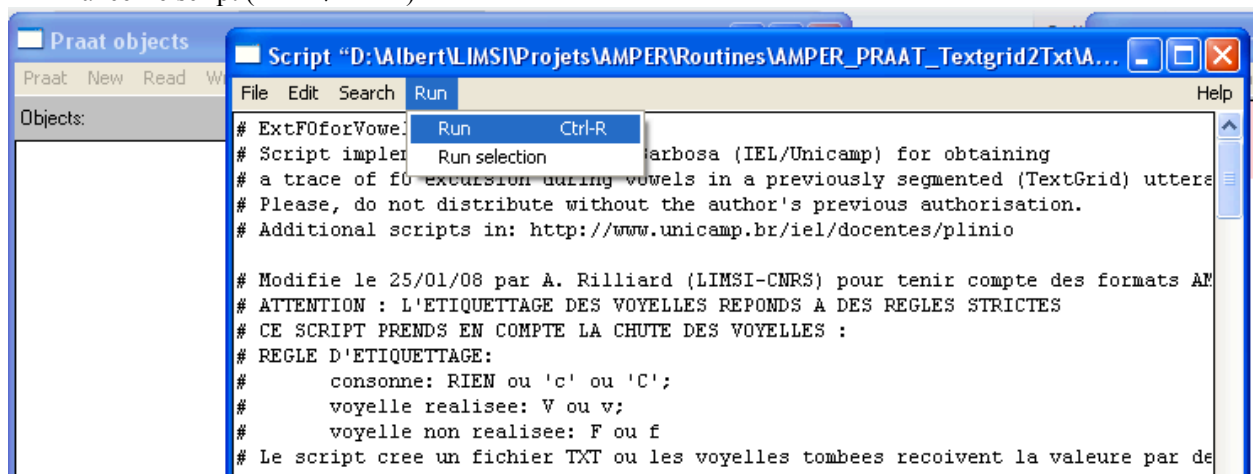 Praat objects
Praat New Read
Objects:
Script "D:\Albert\LIMSI\Projets\AMPER\Routines\AMPER_PRAAT_Textgrid2Txt\A...
File Edit Search Run Help
Run Ctrl-R
Run selection
# ExtF0forVowel
# Script implem arbosa (IEL/Unicamp) for obtaining
# a trace of f0 excursion during vowels in a previously segmented (TextGrid) uttera
# Please, do not distribute without the author's previous authorisation.
# Additional scripts in: http://www.unicamp.br/iel/docentes/plinio
# Modifie le 25/01/08 par A. Rilliard (LIMSI-CNRS) pour tenir compte des formats AM
# ATTENTION : L'ETIQUETTAGE DES VOYELLES REPONDS A DES REGLES STRICTES
# CE SCRIPT PRENDS EN COMPTE LA CHUTE DES VOYELLES :
# REGLE D'ETIQUETTAGE:
# consonne: RIEN ou 'c' ou 'C';
# voyelle realisee: V ou v;
# voyelle non realisee: F ou f
# Le script cree un fichier TXT ou les voyelles tombees recoivent la valeure par de